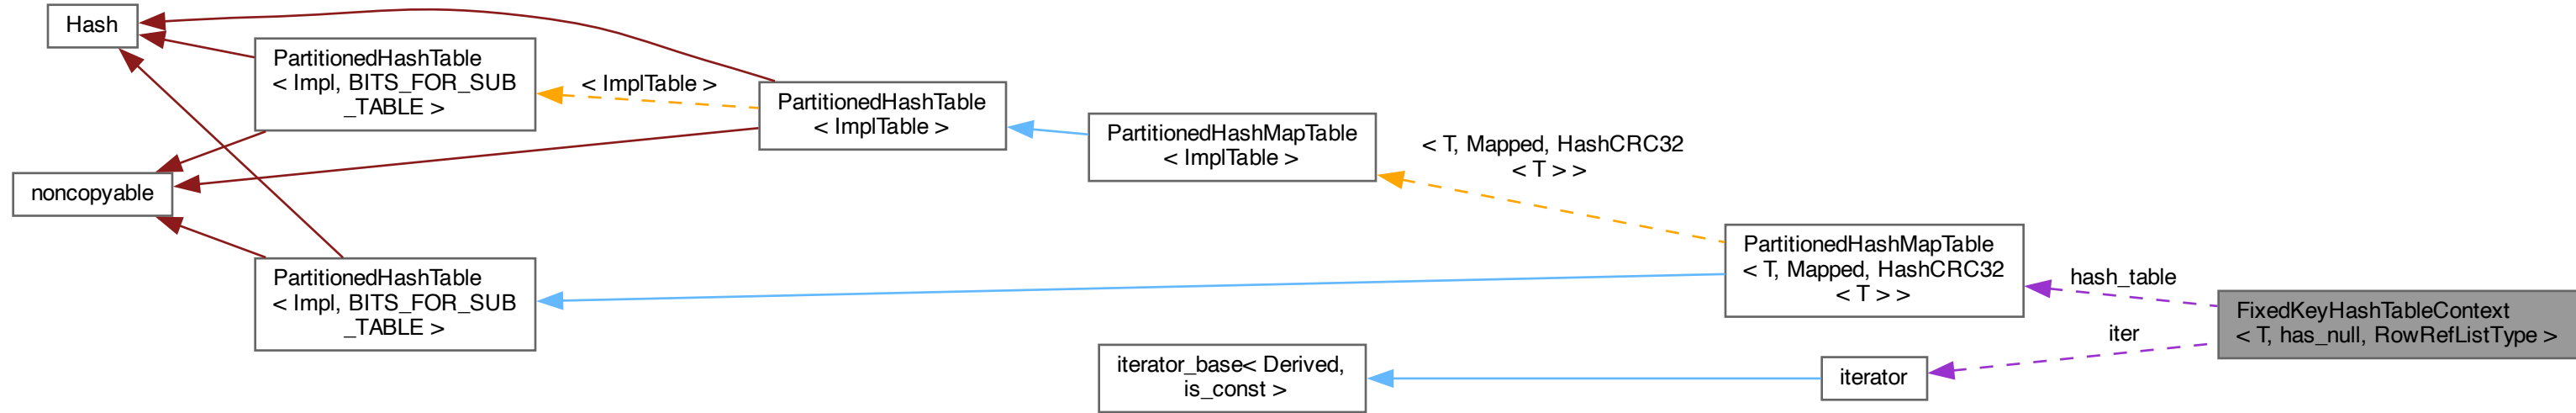 Hash
PartitionedHashTable
< Impl, BITS_FOR_SUB
_TABLE >
< ImplTable >
PartitionedHashTable
< ImplTable >
PartitionedHashMapTable
< ImplTable >
< T, Mapped, HashCRC32
< T > >
noncopyable
PartitionedHashTable
< Impl, BITS_FOR_SUB
_TABLE >
PartitionedHashMapTable
< T, Mapped, HashCRC32
< T > >
hash_table
FixedKeyHashTableContext
< T, has_null, RowRefListType >
iter
iterator_base< Derived,
is_const >
iterator